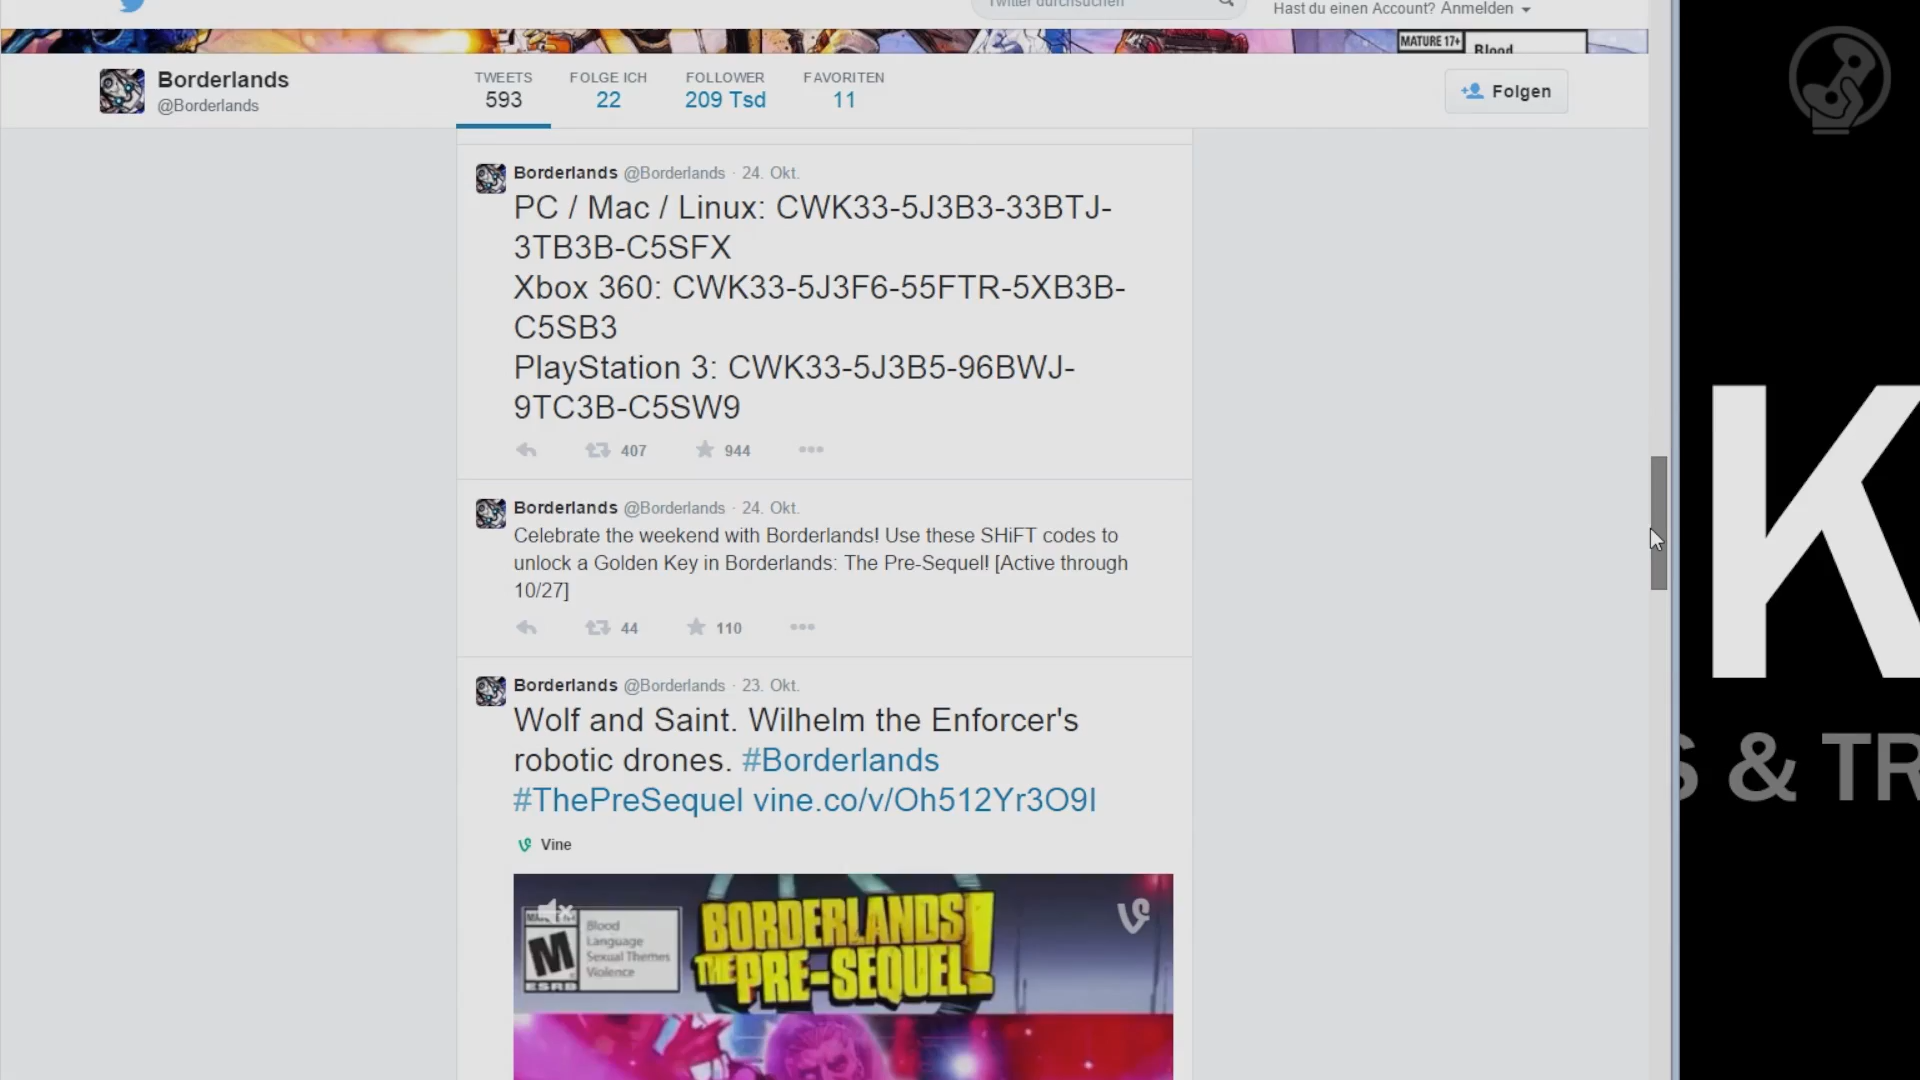 Twitter durchsuchen
Hast du einen Account? Anmelden
MATURE 17+
Blood
Borderlands
@Borderlands
TWEETS
593
FOLGE ICH
22
FOLLOWER
209 Tsd
FAVORITEN
11
Folgen
Borderlands @Borderlands · 24. Okt.
PC / Mac / Linux: CWK33-5J3B3-33BTJ-
3TB3B-C5SFX
Xbox 360: CWK33-5J3F6-55FTR-5XB3B-
C5SB3
PlayStation 3: CWK33-5J3B5-96BWJ-
9TC3B-C5SW9
407
944
Borderlands @Borderlands · 24. Okt.
Celebrate the weekend with Borderlands! Use these SHiFT codes to
unlock a Golden Key in Borderlands: The Pre-Sequel! [Active through
10/27]
44
110
Borderlands @Borderlands · 23. Okt.
Wolf and Saint. Wilhelm the Enforcer's
robotic drones. #Borderlands
#ThePreSequel vine.co/v/Oh512Yr3O9I
Vine
M
ESRB
Blood
Language
Sexual Themes
Violence
BORDERLANDS
THE PRE-SEQUEL!
K
S & TR